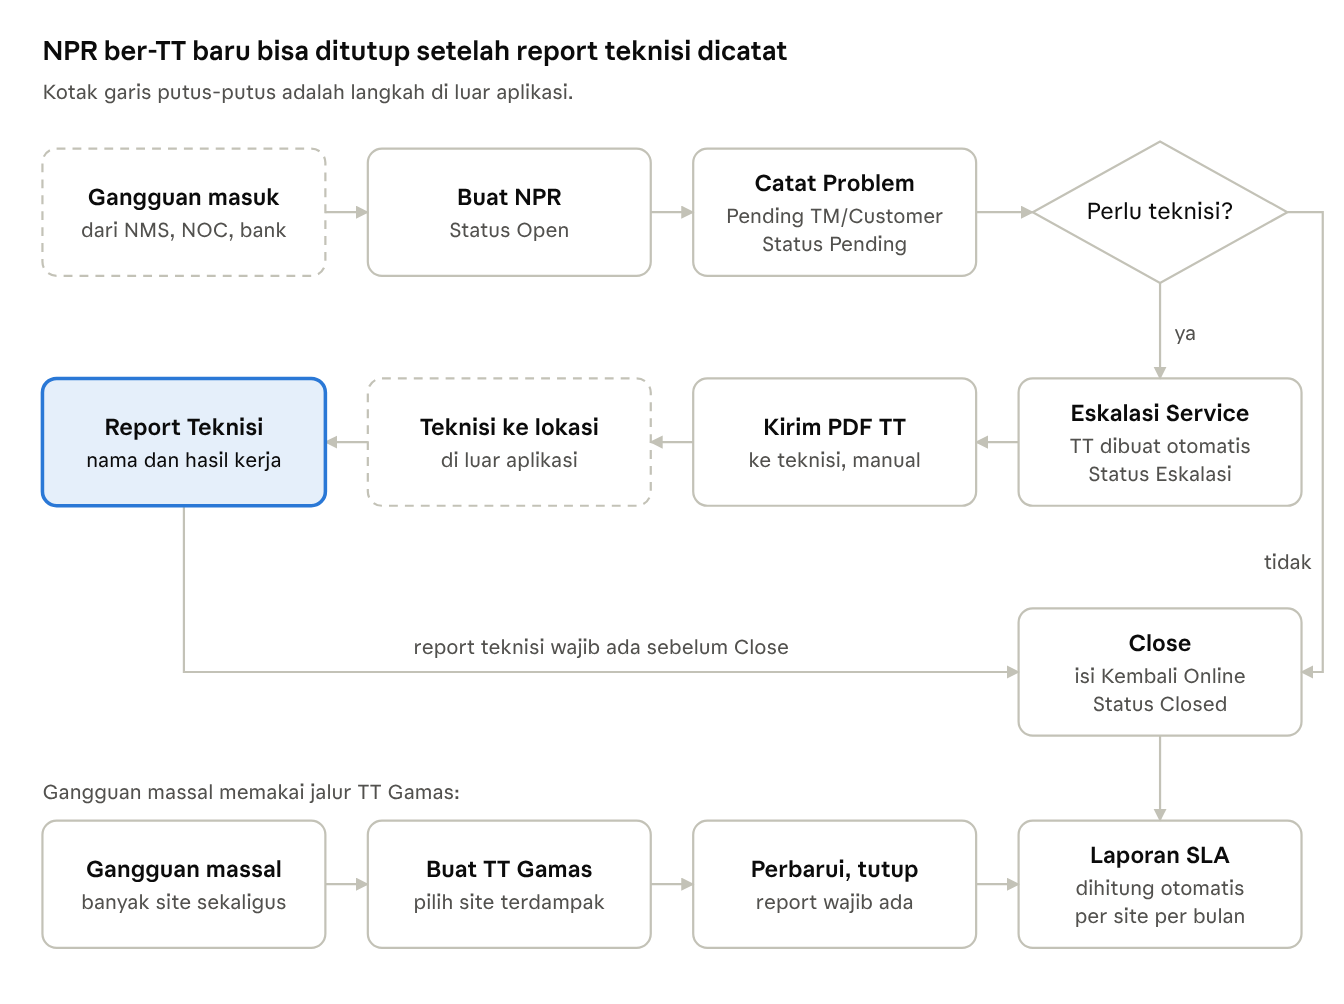 NPR ber-TT baru bisa ditutup setelah report teknisi dicatat
Kotak garis putus-putus adalah langkah di luar aplikasi.
Gangguan masuk
dari NMS, NOC, bank
Buat NPR
Status Open
Catat Problem
Pending TM/Customer
Status Pending
Perlu teknisi?
ya
Report Teknisi
nama dan hasil kerja
Teknisi ke lokasi
di luar aplikasi
Kirim PDF TT
ke teknisi, manual
Eskalasi Service
TT dibuat otomatis
Status Eskalasi
tidak
report teknisi wajib ada sebelum Close
Close
isi Kembali Online
Status Closed
Gangguan massal memakai jalur TT Gamas:
Gangguan massal
banyak site sekaligus
Buat TT Gamas
pilih site terdampak
Perbarui, tutup
report wajib ada
Laporan SLA
dihitung otomatis
per site per bulan